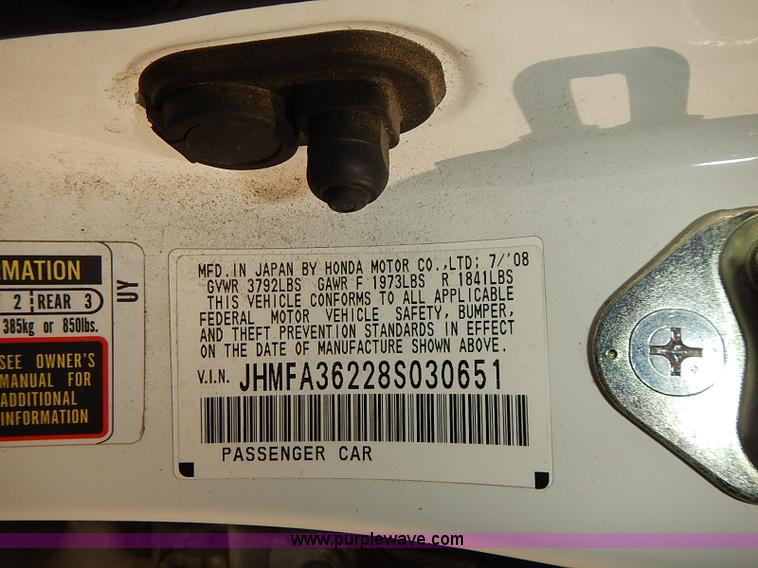 MFD. IN JAPAN BY HONDA MOTOR CO.,LTD; 7/'08
GVWR 3792LBS GAWR F 1973LBS R 1841LBS
THIS VEHICLE CONFORMS TO ALL APPLICABLE
FEDERAL MOTOR VEHICLE SAFETY, BUMPER,
AND THEFT PREVENTION STANDARDS IN EFFECT
ON THE DATE OF MANUFACTURE SHOWN ABOVE.
V.I.N. JHMFA36228S030651
PASSENGER CAR
RMATION
2 REAR 3
385kg or 850lbs.
SEE OWNER'S
MANUAL FOR
ADDITIONAL
INFORMATION
UY
www.purplewave.com